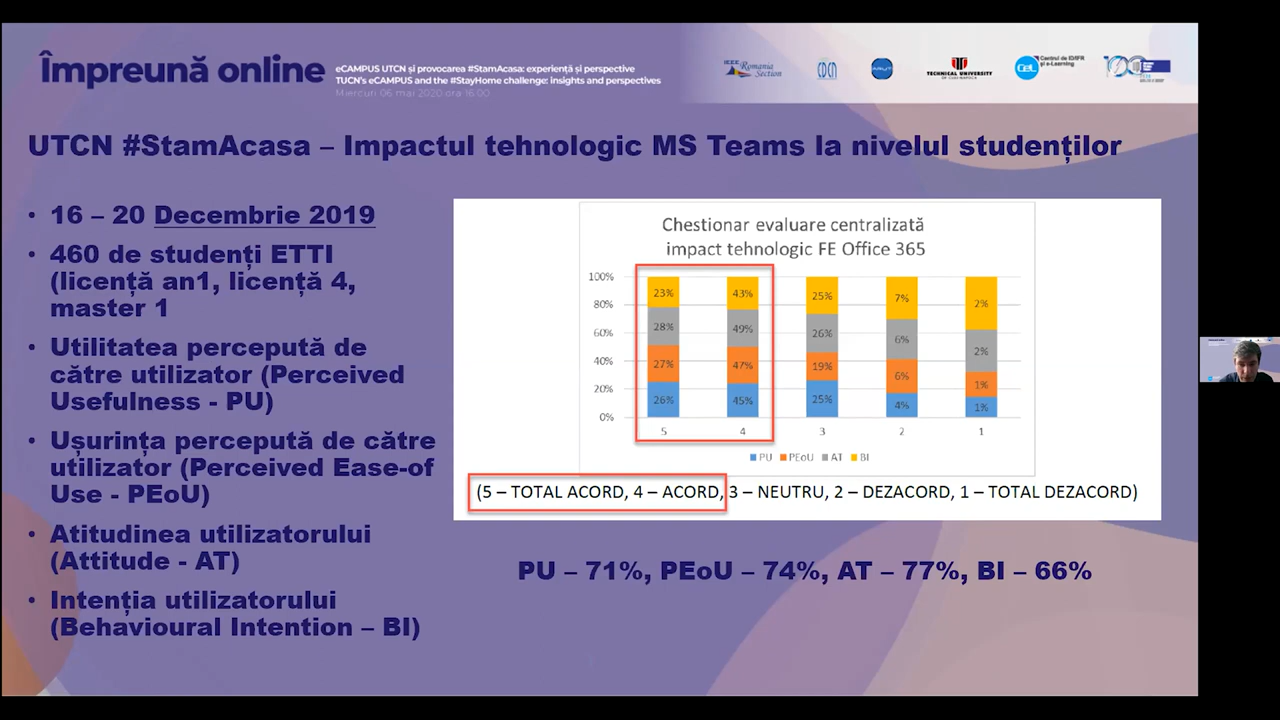 Împreună online
eCAMPUS UTCN și provocarea #StamAcasa: experiență și perspective
TUCN's eCAMPUS and the #StayHome challenge: insights and perspectives
Miercuri 06 mai 2020 ora 16:00
IEEE Romania
Section
TECHNICAL UNIVERSITY
OF CLUJ-NAPOCA
CeL
Centrul de ID/IFR
și e-Learning
100
UTCN #StamAcasa – Impactul tehnologic MS Teams la nivelul studenților
• 16 – 20 Decembrie 2019
• 460 de studenți ETTI
(licență an1, licență 4,
master 1
• Utilitatea percepută de
către utilizator (Perceived
Usefulness - PU)
• Ușurința percepută de către
utilizator (Perceived Ease-of
Use - PEoU)
• Atitudinea utilizatorului
(Attitude - AT)
• Intenția utilizatorului
(Behavioural Intention – BI)
Chestionar evaluare centralizată
impact tehnologic FE Office 365
100%
80%
60%
40%
20%
0%
23% 43% 25% 7% 2%
28% 49% 26% 6% 2%
27% 47% 19% 6% 1%
26% 45% 25% 4% 1%
5 4 3 2 1
PU PEoU AT BI
(5 – TOTAL ACORD, 4 – ACORD, 3 – NEUTRU, 2 – DEZACORD, 1 – TOTAL DEZACORD)
PU – 71%, PEoU – 74%, AT – 77%, BI – 66%